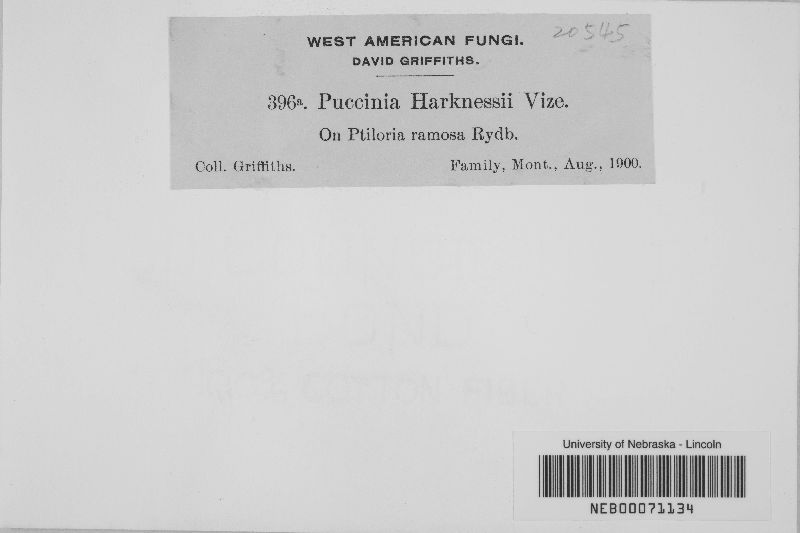 20545
WEST AMERICAN FUNGI.
DAVID GRIFFITHS.
396a. Puccinia Harknessii Vize.
On Ptiloria ramosa Rydb.
Coll. Griffiths. Family, Mont., Aug., 1900.
University of Nebraska - Lincoln
NEB00071134